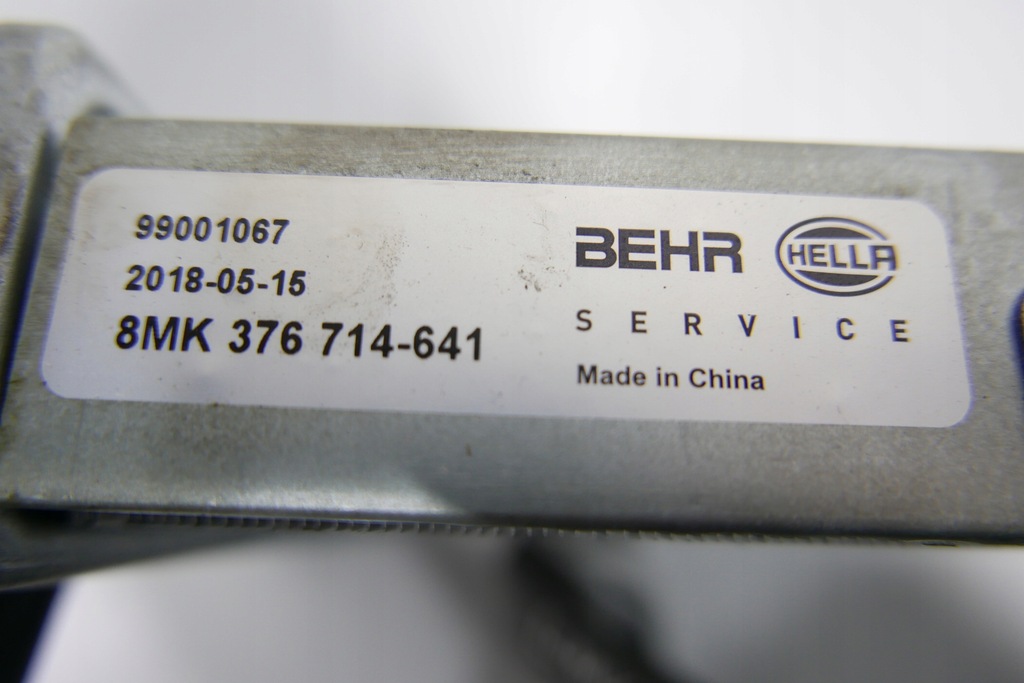 99001067
2018-05-15
8MK 376 714-641
BEHR HELLA
SERVICE
Made in China